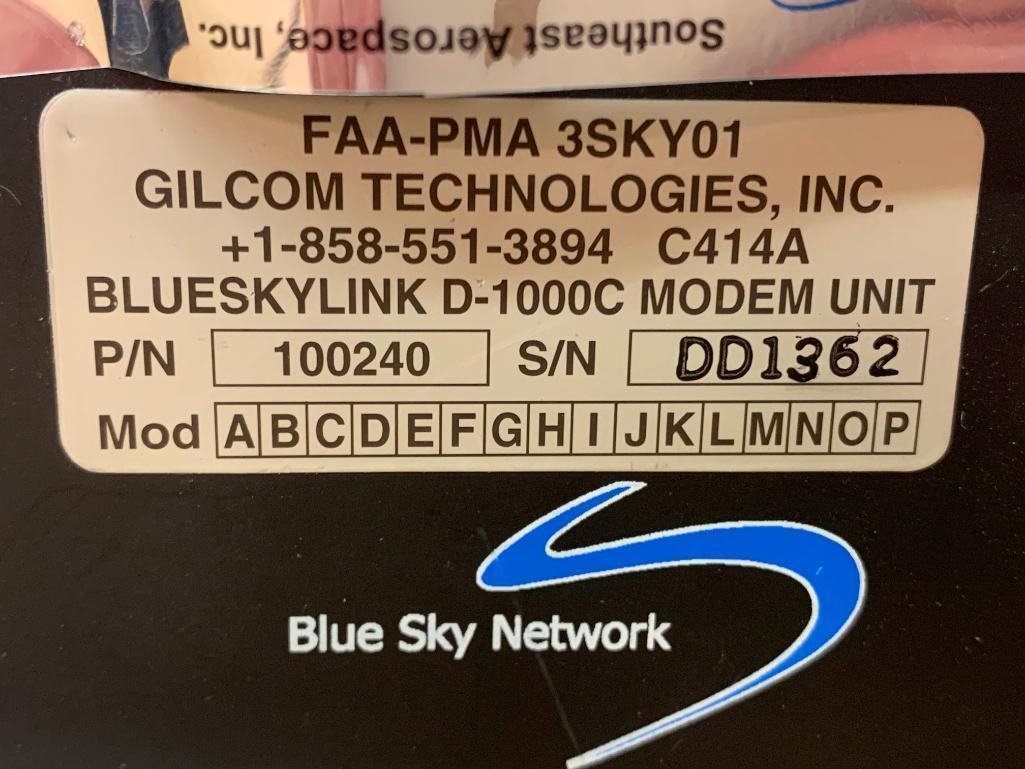 Southeast Aerospace, Inc.
FAA-PMA 3SKY01
GILCOM TECHNOLOGIES, INC.
+1-858-551-3894 C414A
BLUESKYLINK D-1000C MODEM UNIT
P/N 100240 S/N DD1362
Mod A B C D E F G H I J K L M N O P
Blue Sky Network